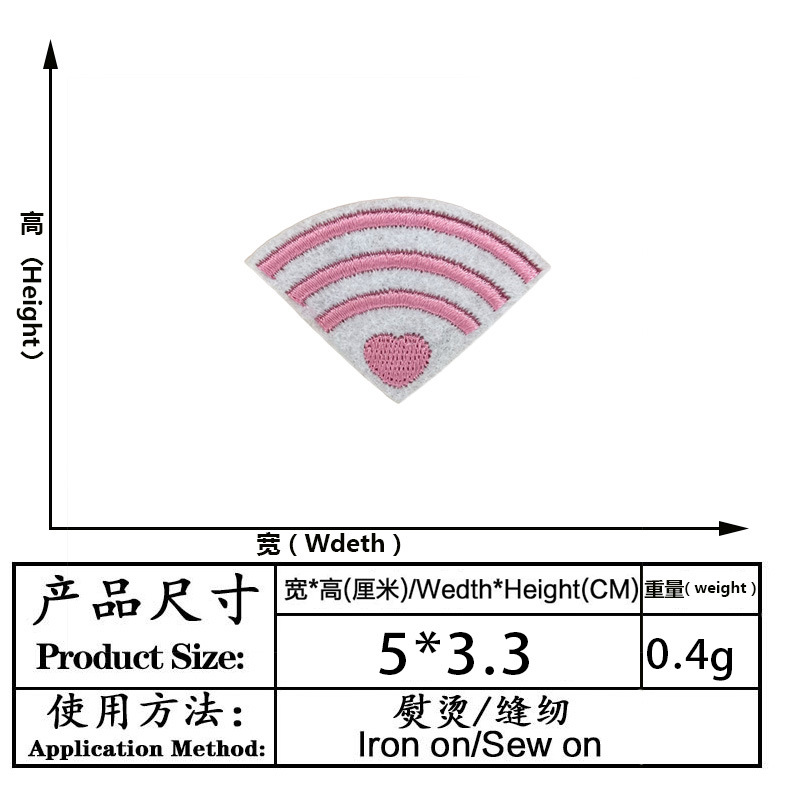 高（Height）
宽（Wdeth）
产品尺寸
Product Size:
宽*高(厘米)/Wedth*Height(CM)
重量( weight )
5*3.3
0.4g
使用方法：
Application Method:
熨烫/缝纫
Iron on/Sew on